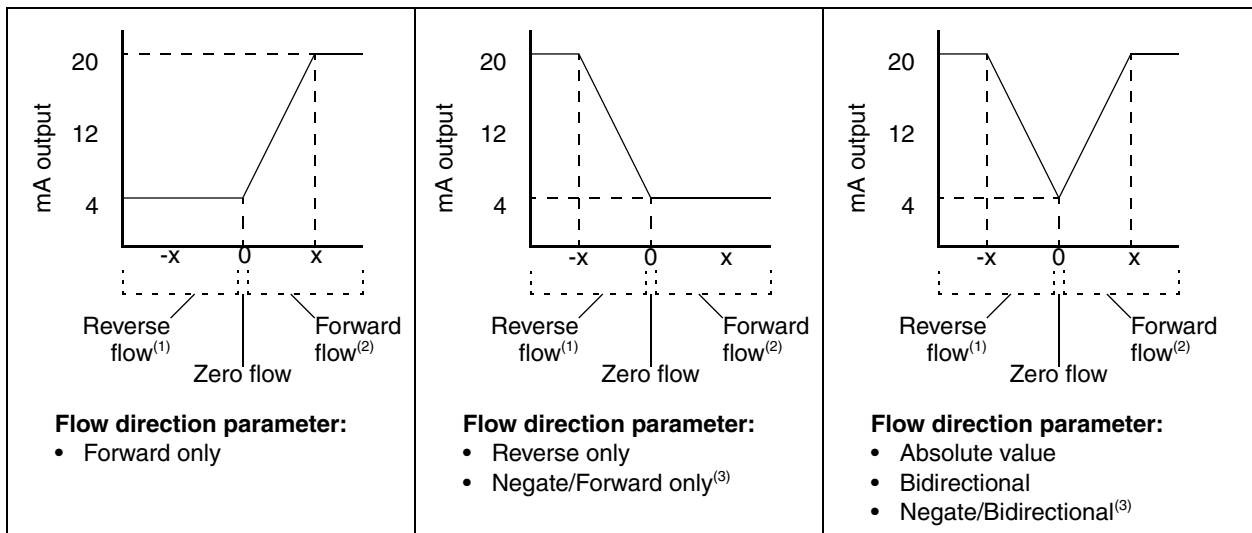 20
12
4
mA output
-x 0 x
Reverse flow(1)
Forward flow(2)
Zero flow
Flow direction parameter:
• Forward only
20
12
4
mA output
-x 0 x
Reverse flow(1)
Forward flow(2)
Zero flow
Flow direction parameter:
• Reverse only
• Negate/Forward only(3)
20
12
4
mA output
-x 0 x
Reverse flow(1)
Forward flow(2)
Zero flow
Flow direction parameter:
• Absolute value
• Bidirectional
• Negate/Bidirectional(3)